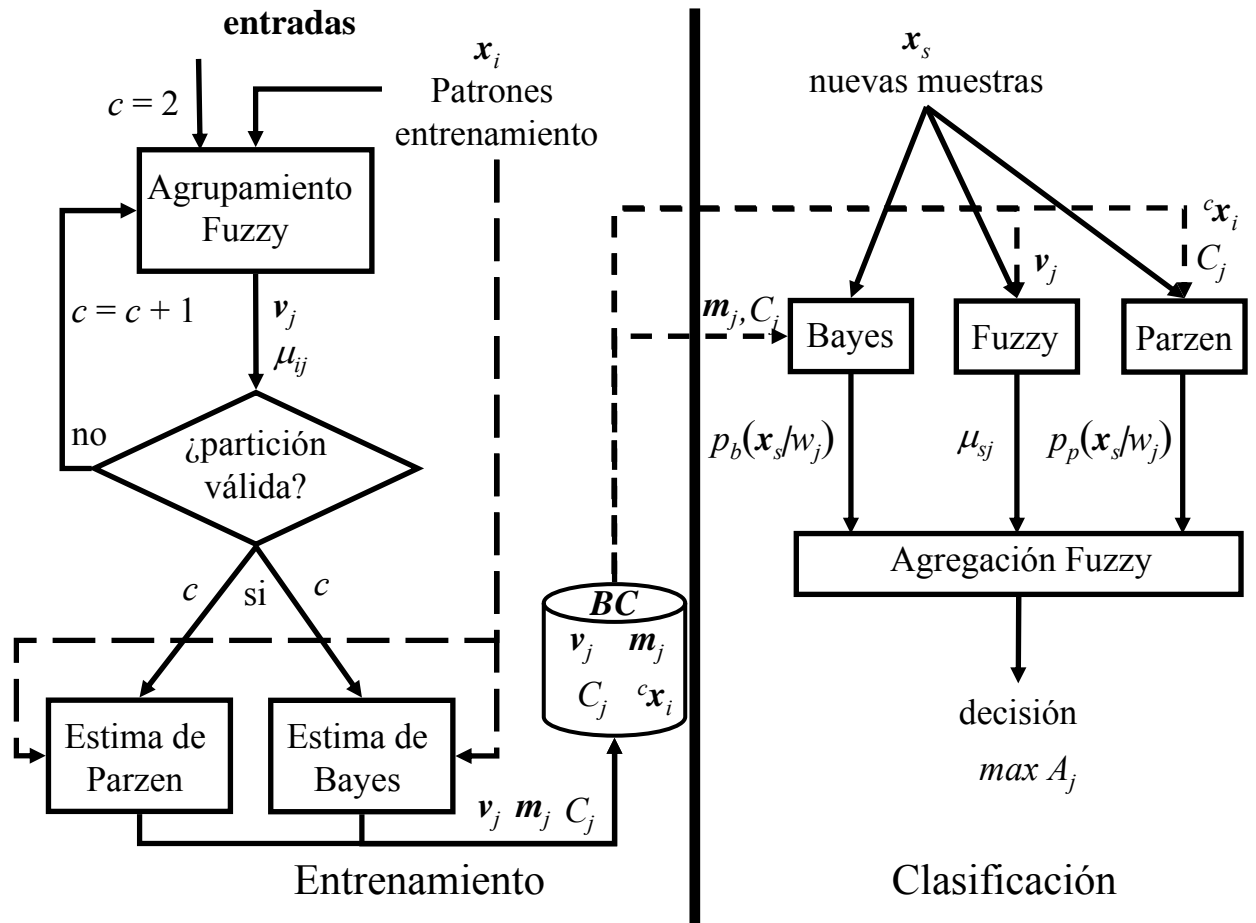 entradas
x_i
Patrones
entrenamiento
c = 2
Agrupamiento
Fuzzy
c = c + 1
v_j
μ_ij
no
¿partición
válida?
c
si
c
Estima de
Parzen
Estima de
Bayes
v_j m_j C_j
BC
v_j m_j
C_j ^cx_i
Entrenamiento
x_s
nuevas muestras
^cx_i
v_j
C_j
m_j, C_j
Bayes
Fuzzy
Parzen
p_b(x_s/w_j)
μ_sj
p_p(x_s/w_j)
Agregación Fuzzy
decisión
max A_j
Clasificación